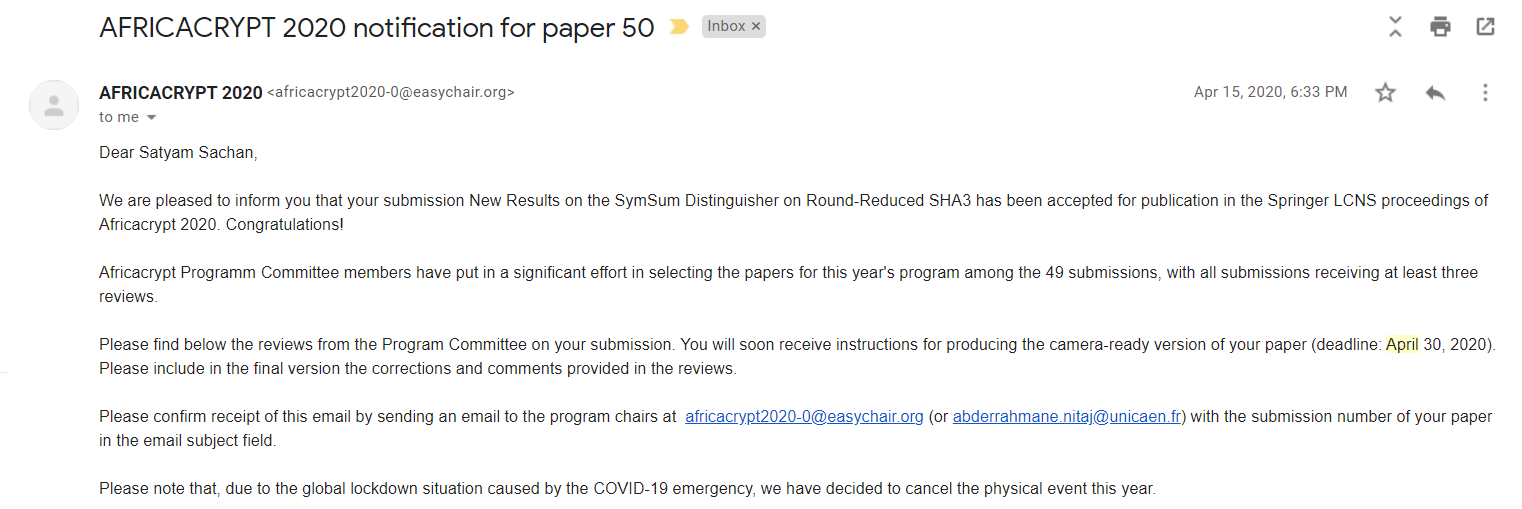 AFRICACRYPT 2020 notification for paper 50 Inbox ×
AFRICACRYPT 2020 <africacrypt2020-0@easychair.org> Apr 15, 2020, 6:33 PM
to me
Dear Satyam Sachan,
We are pleased to inform you that your submission New Results on the SymSum Distinguisher on Round-Reduced SHA3 has been accepted for publication in the Springer LCNS proceedings of
Africacrypt 2020. Congratulations!
Africacrypt Programm Committee members have put in a significant effort in selecting the papers for this year's program among the 49 submissions, with all submissions receiving at least three
reviews.
Please find below the reviews from the Program Committee on your submission. You will soon receive instructions for producing the camera-ready version of your paper (deadline: April 30, 2020).
Please include in the final version the corrections and comments provided in the reviews.
Please confirm receipt of this email by sending an email to the program chairs at africacrypt2020-0@easychair.org (or abderrahmane.nitaj@unicaen.fr) with the submission number of your paper
in the email subject field.
Please note that, due to the global lockdown situation caused by the COVID-19 emergency, we have decided to cancel the physical event this year.